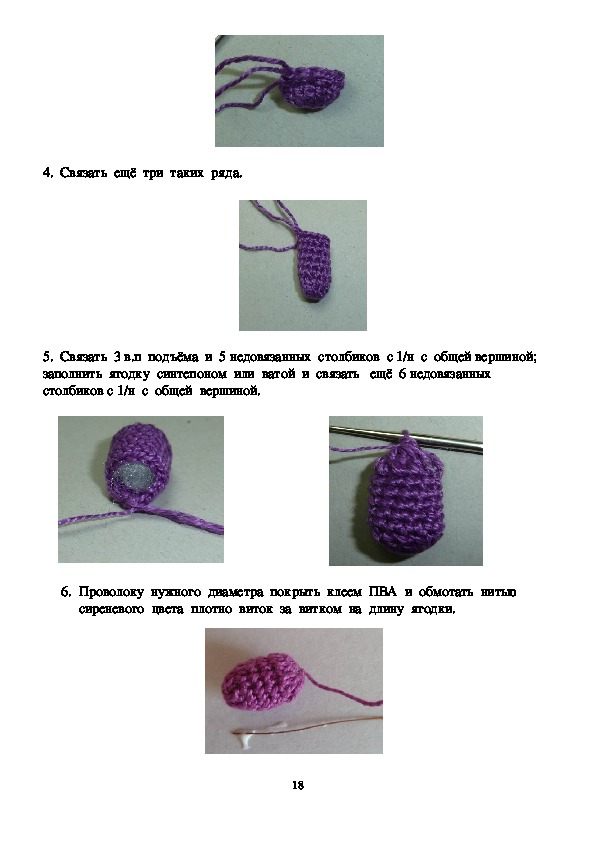 4. Связать ещё три таких ряда.
5. Связать 3 в.п подъёма и 5 недовязанных столбиков с 1/н с общей вершиной;
заполнить ягодку синтепоном или ватой и связать ещё 6 недовязанных
столбиков с 1/н с общей вершиной.
6. Проволоку нужного диаметра покрыть клеем ПВА и обмотать нитью
сиреневого цвета плотно виток за витком на длину ягодки.
18